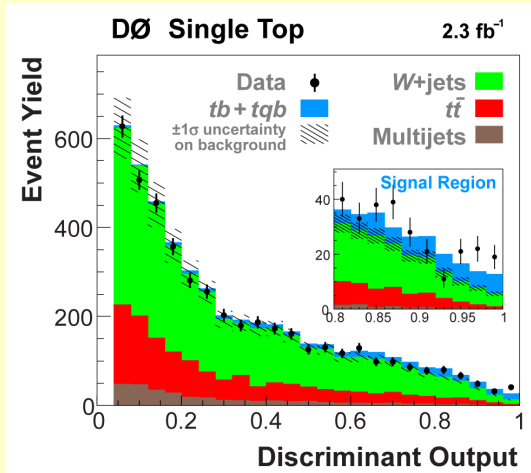 DØ Single Top 2.3 fb⁻¹
Data
W+jets
tb + tqb
tt̄
±1σ uncertainty
on background
Multijets
Event Yield
600
400
200
0
Signal Region
40
20
0
0.8 0.85 0.9 0.95 1
0 0.2 0.4 0.6 0.8 1
Discriminant Output